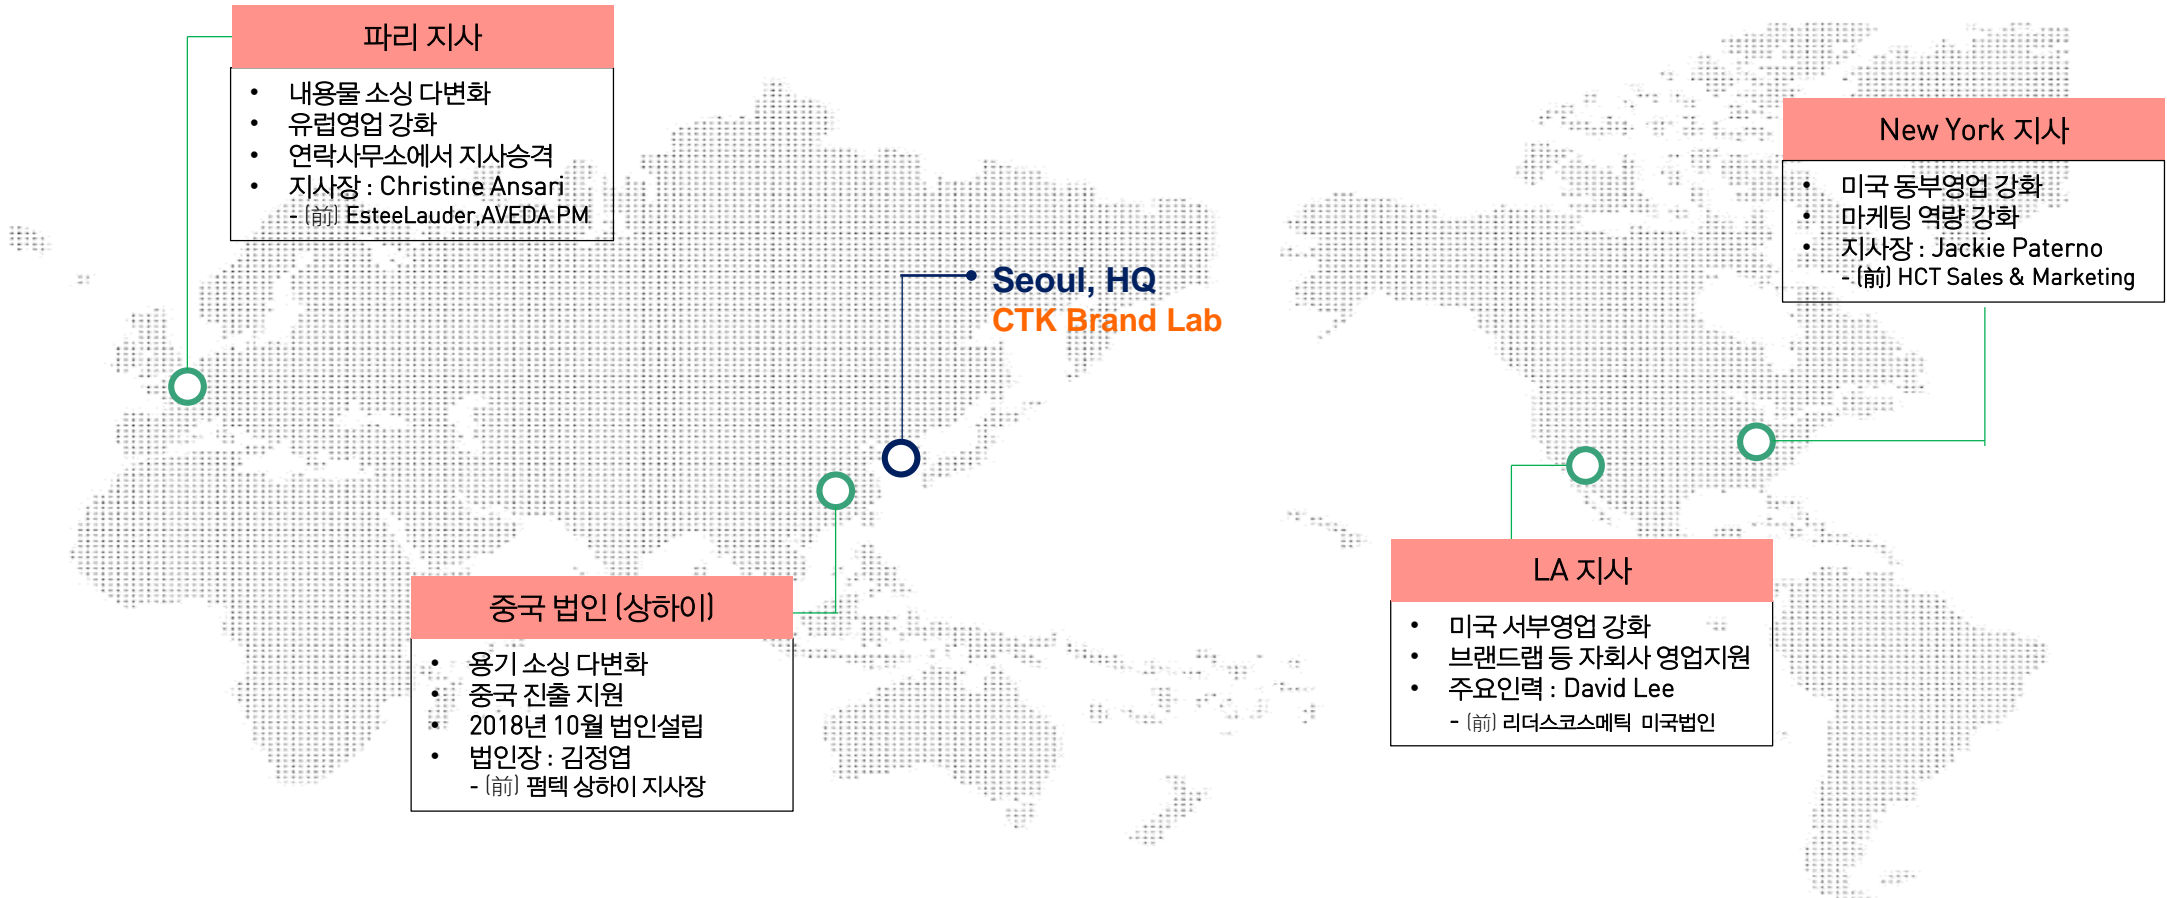 파리 지사
• 내용물 소싱 다변화
• 유럽영업 강화
• 연락사무소에서 지사승격
• 지사장 : Christine Ansari
- (前) EsteeLauder,AVEDA PM
Seoul, HQ
CTK Brand Lab
New York 지사
• 미국 동부영업 강화
• 마케팅 역량 강화
• 지사장 : Jackie Paterno
- (前) HCT Sales & Marketing
중국 법인 (상하이)
• 용기 소싱 다변화
• 중국 진출 지원
• 2018년 10월 법인설립
• 법인장 : 김정엽
- (前) 펌텍 상하이 지사장
LA 지사
• 미국 서부영업 강화
• 브랜드랩 등 자회사 영업지원
• 주요인력 : David Lee
- (前) 리더스코스메틱 미국법인